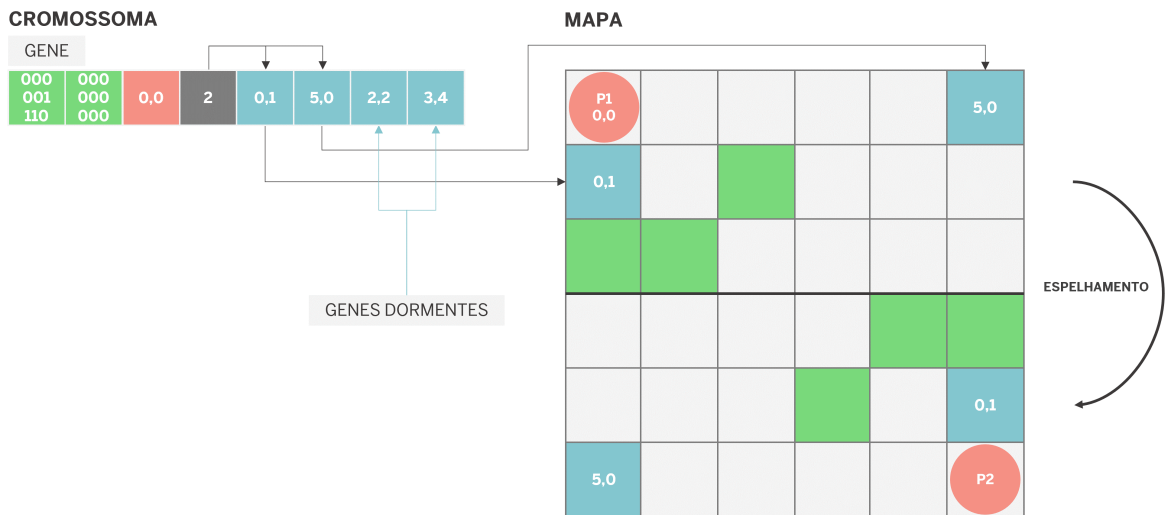 CROMOSSOMA
GENE
000 000
001 000 0,0 2 0,1 5,0 2,2 3,4
110 000
GENES DORMENTES
MAPA
P1
0,0
5,0
0,1
ESPELHAMENTO
0,1
5,0
P2